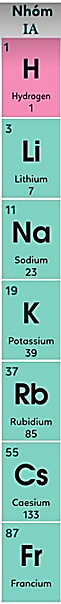 Nhóm
IA
1
H
Hydrogen
1
3
Li
Lithium
7
11
Na
Sodium
23
19
K
Potassium
39
37
Rb
Rubidium
85
55
Cs
Caesium
133
87
Fr
Francium